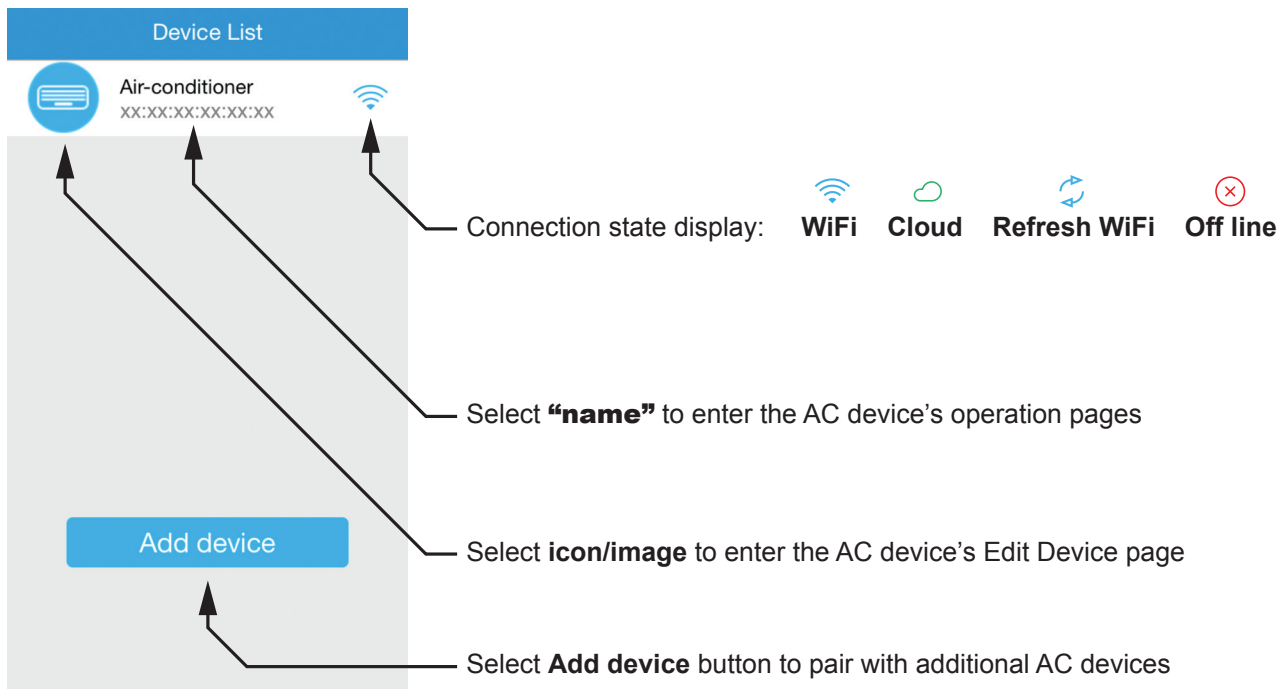 Device List
Air-conditioner
xx:xx:xx:xx:xx:xx
Connection state display: WiFi Cloud Refresh WiFi Off line
Select “name” to enter the AC device’s operation pages
Add device
Select icon/image to enter the AC device’s Edit Device page
Select Add device button to pair with additional AC devices